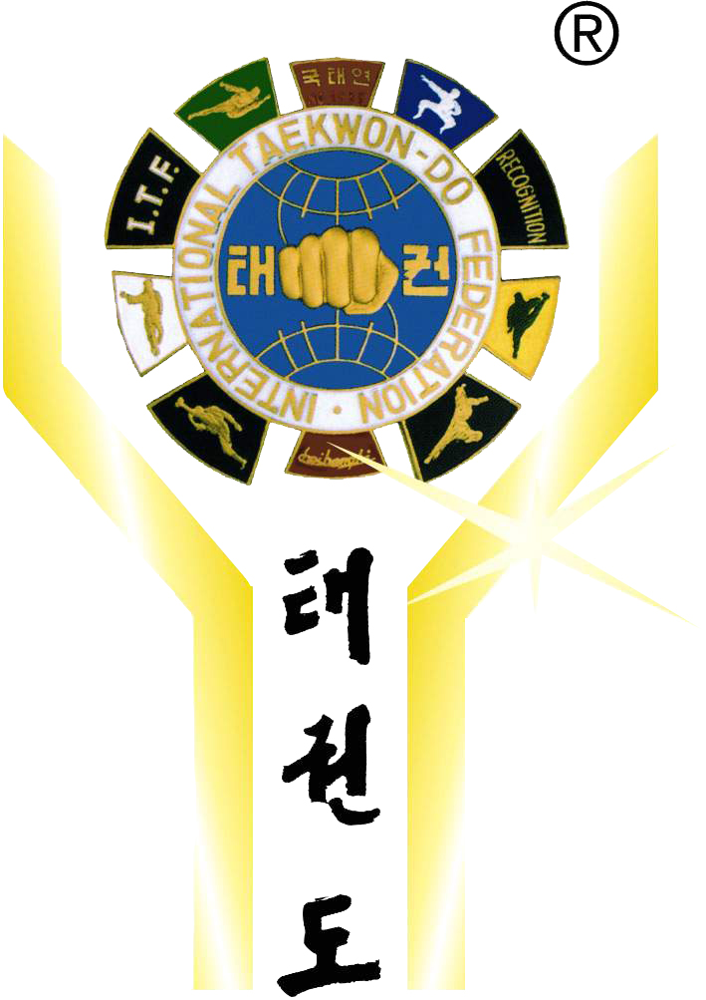 ®
국태연
I.T.F.
RECOGNITION
INTERNATIONAL TAEKWON-DO FEDERATION •
태권
태
권
도